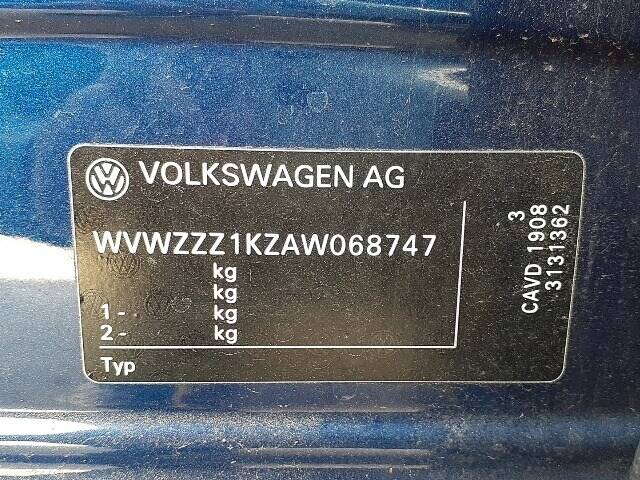 VOLKSWAGEN AG
WVWZZZ1KZAW068747
kg
kg
1 - kg
2 - kg
Typ
3
CAVD 1908
3131362